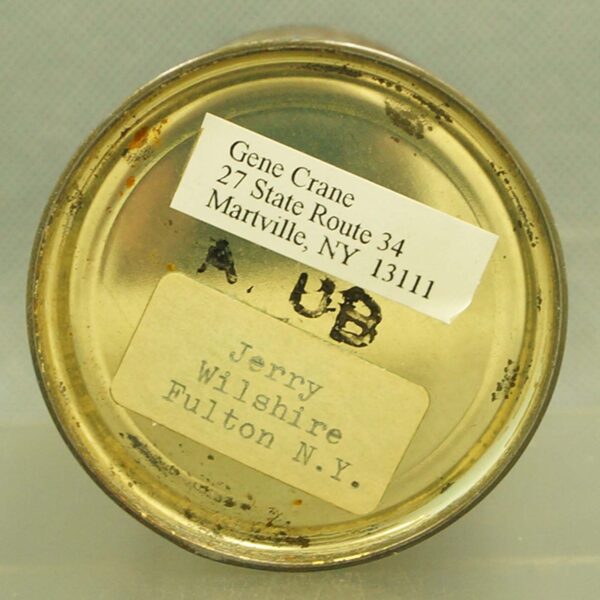 Gene Crane
27 State Route 34
Martville, NY 13111
A. UB
Jerry
Wilshire
Fulton N.Y.